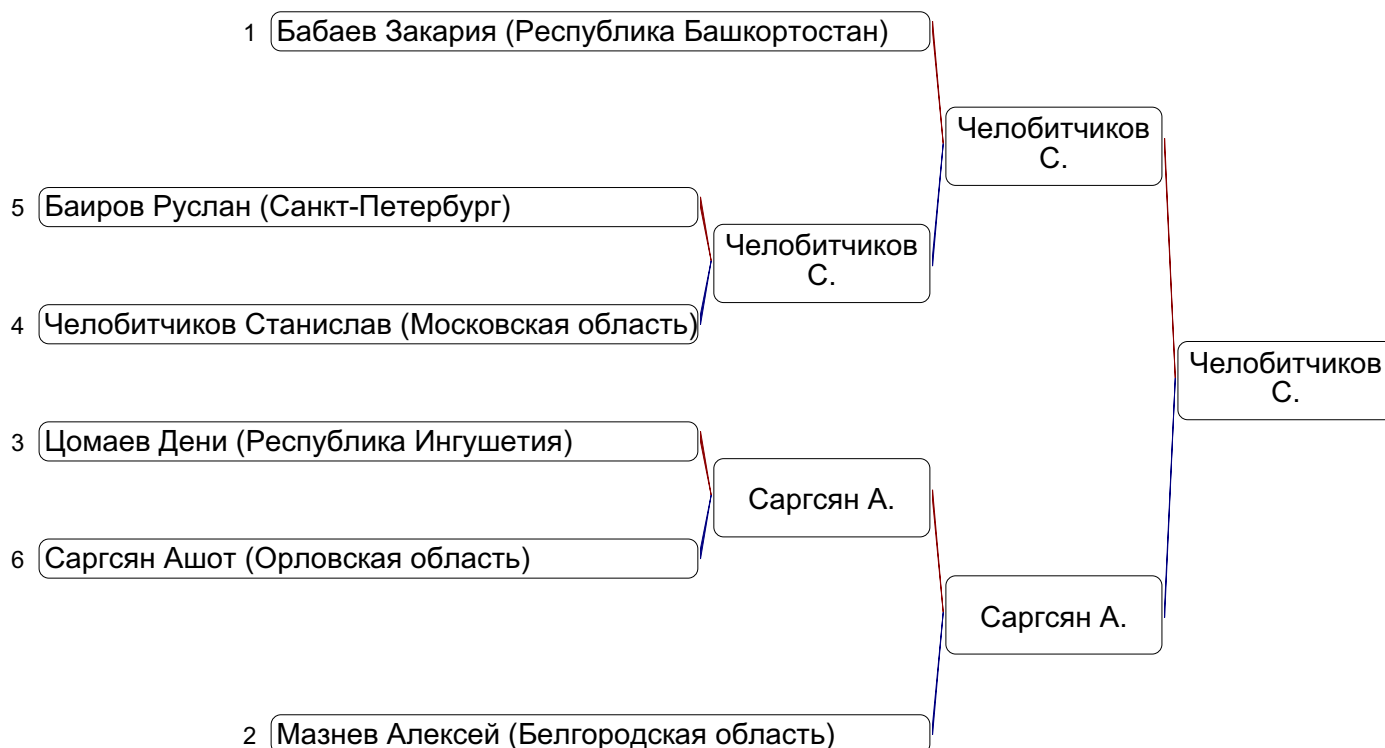 1 Бабаев Закария (Республика Башкортостан)
Челобитчиков
С.
5 Баиров Руслан (Санкт-Петербург)
Челобитчиков
С.
4 Челобитчиков Станислав (Московская область)
Челобитчиков
С.
3 Цомаев Дени (Республика Ингушетия)
Саргсян А.
6 Саргсян Ашот (Орловская область)
Саргсян А.
2 Мазнев Алексей (Белгородская область)